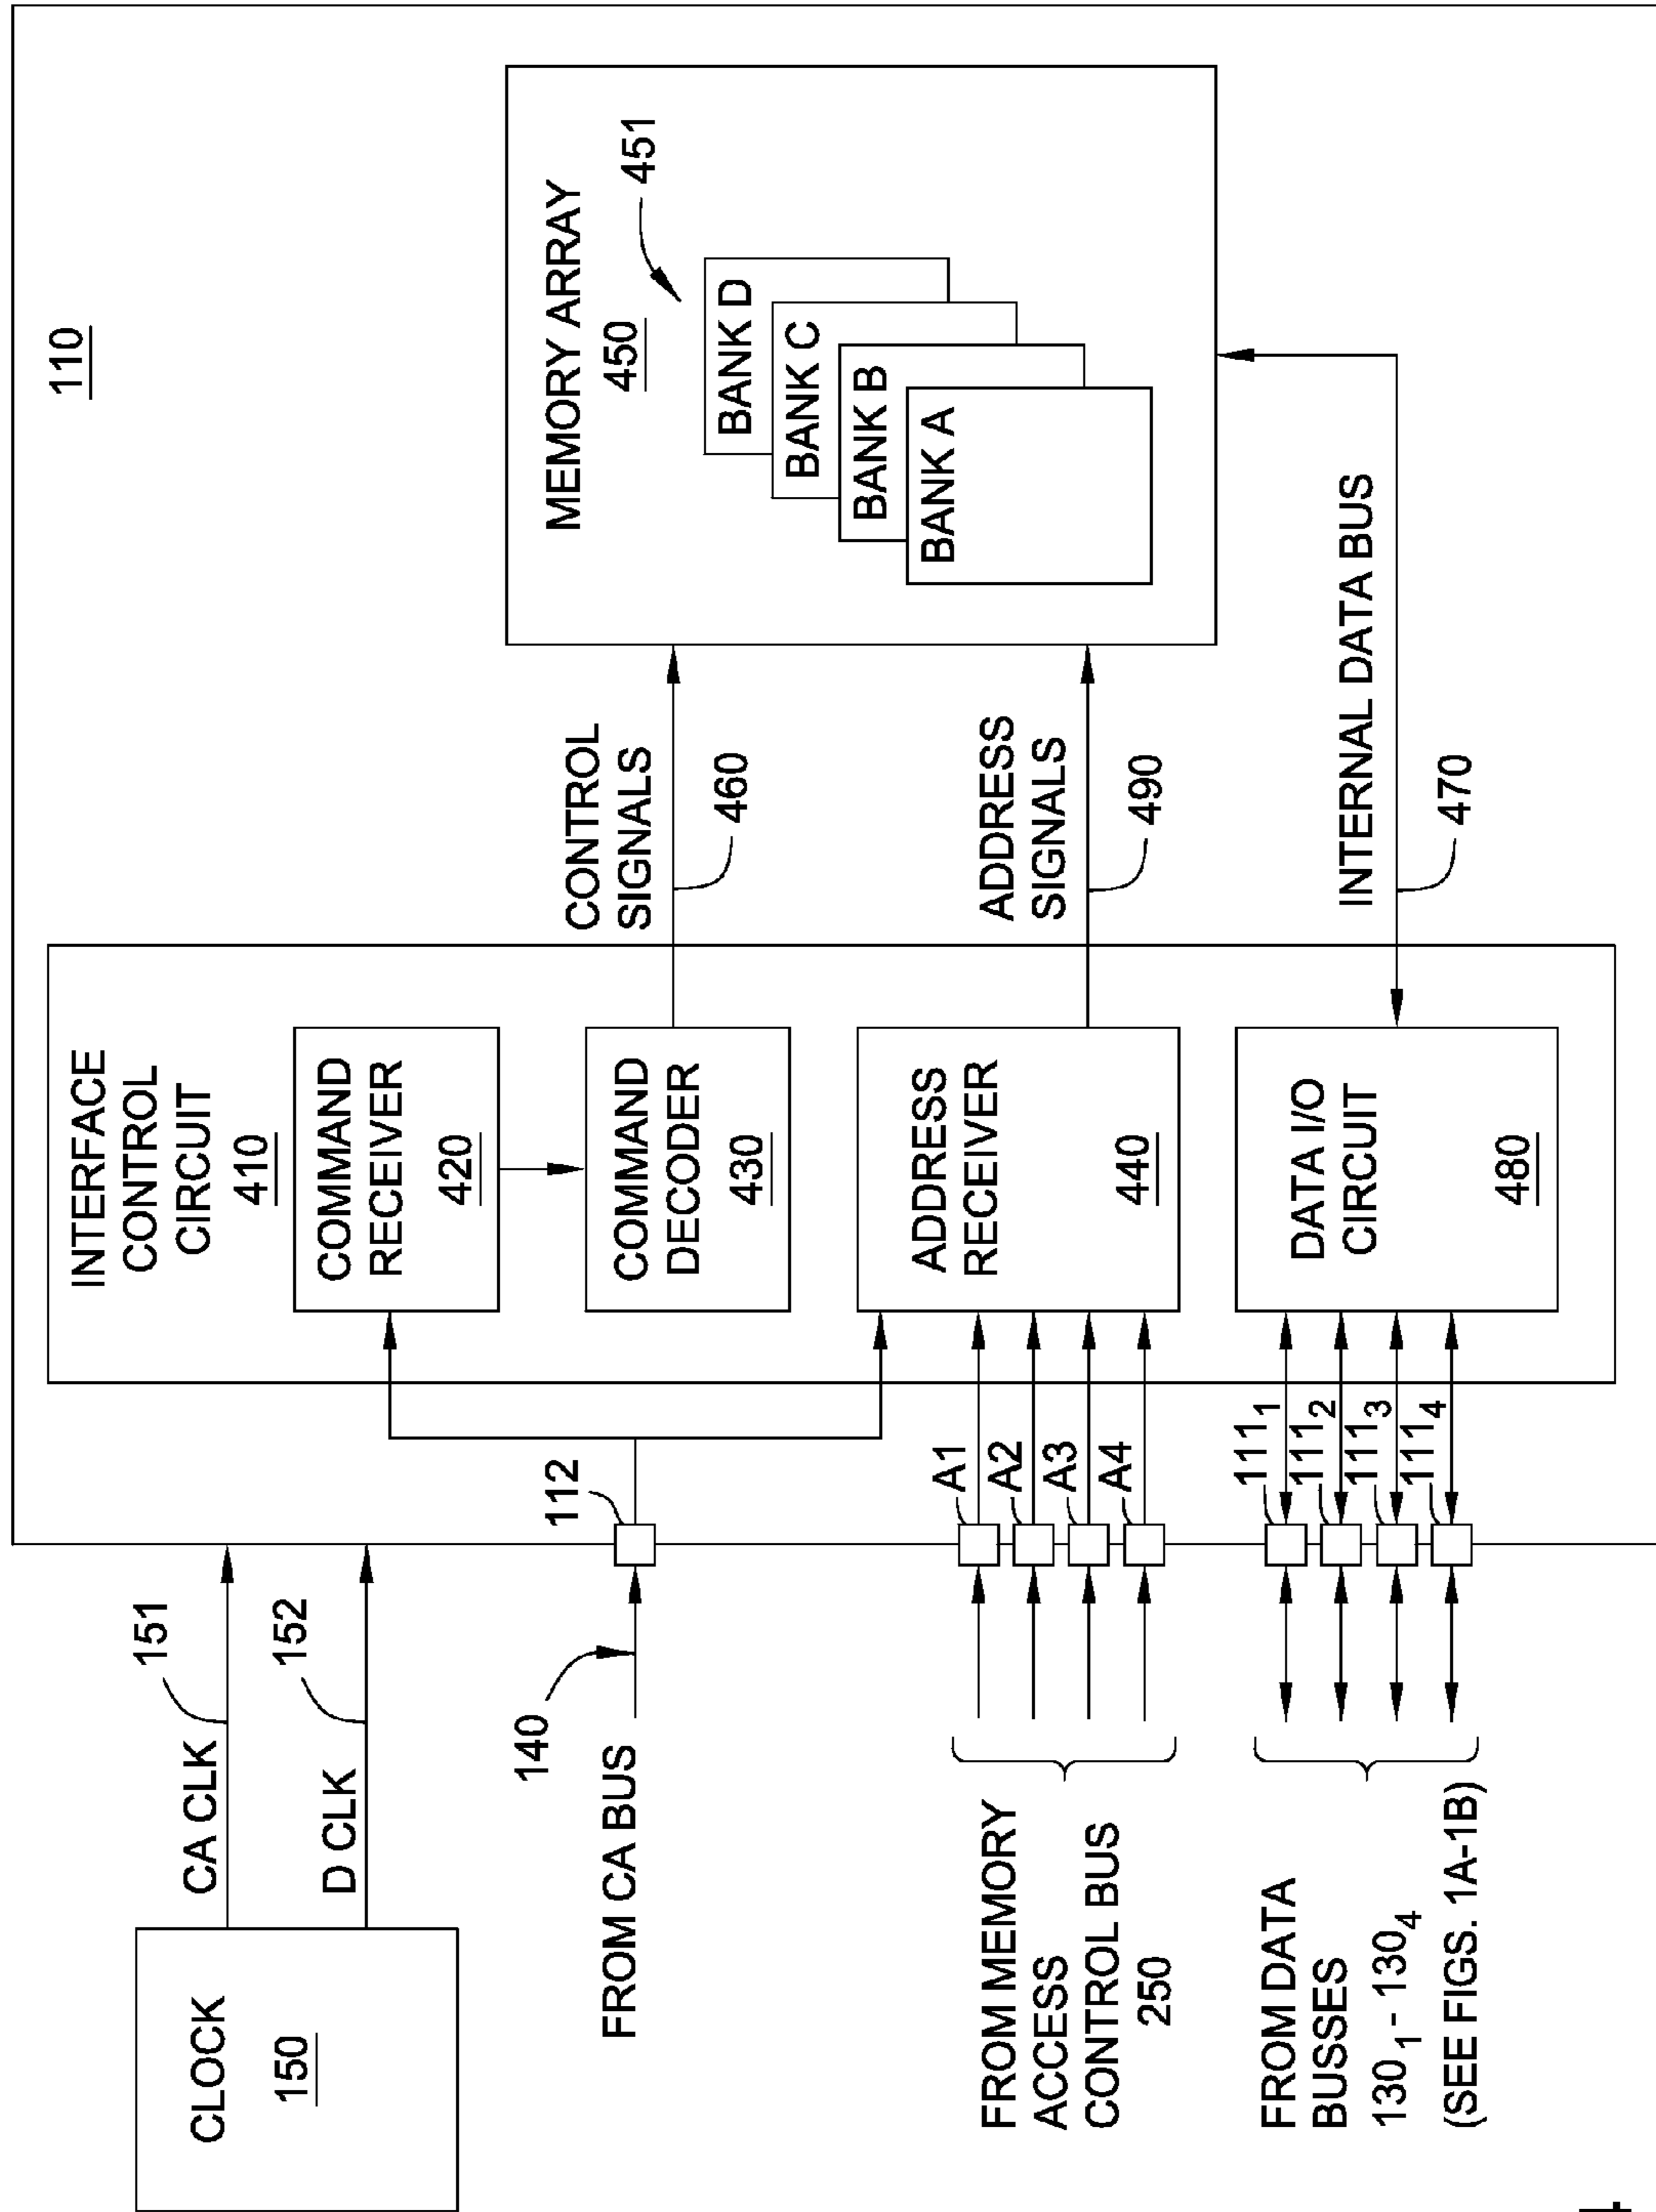 110
CLOCK
150
CA CLK
151
D CLK
152
FROM CA BUS
140
112
FROM MEMORY
ACCESS
CONTROL BUS
250
A1
A2
A3
A4
FROM DATA
BUSSES
130₁ - 130₄
(SEE FIGS. 1A-1B)
111₁
111₂
111₃
111₄
INTERFACE
CONTROL
CIRCUIT
410
COMMAND
RECEIVER
420
COMMAND
DECODER
430
ADDRESS
RECEIVER
440
DATA I/O
CIRCUIT
480
CONTROL
SIGNALS
460
ADDRESS
SIGNALS
490
INTERNAL DATA BUS
470
MEMORY ARRAY
450
451
BANK D
BANK C
BANK B
BANK A